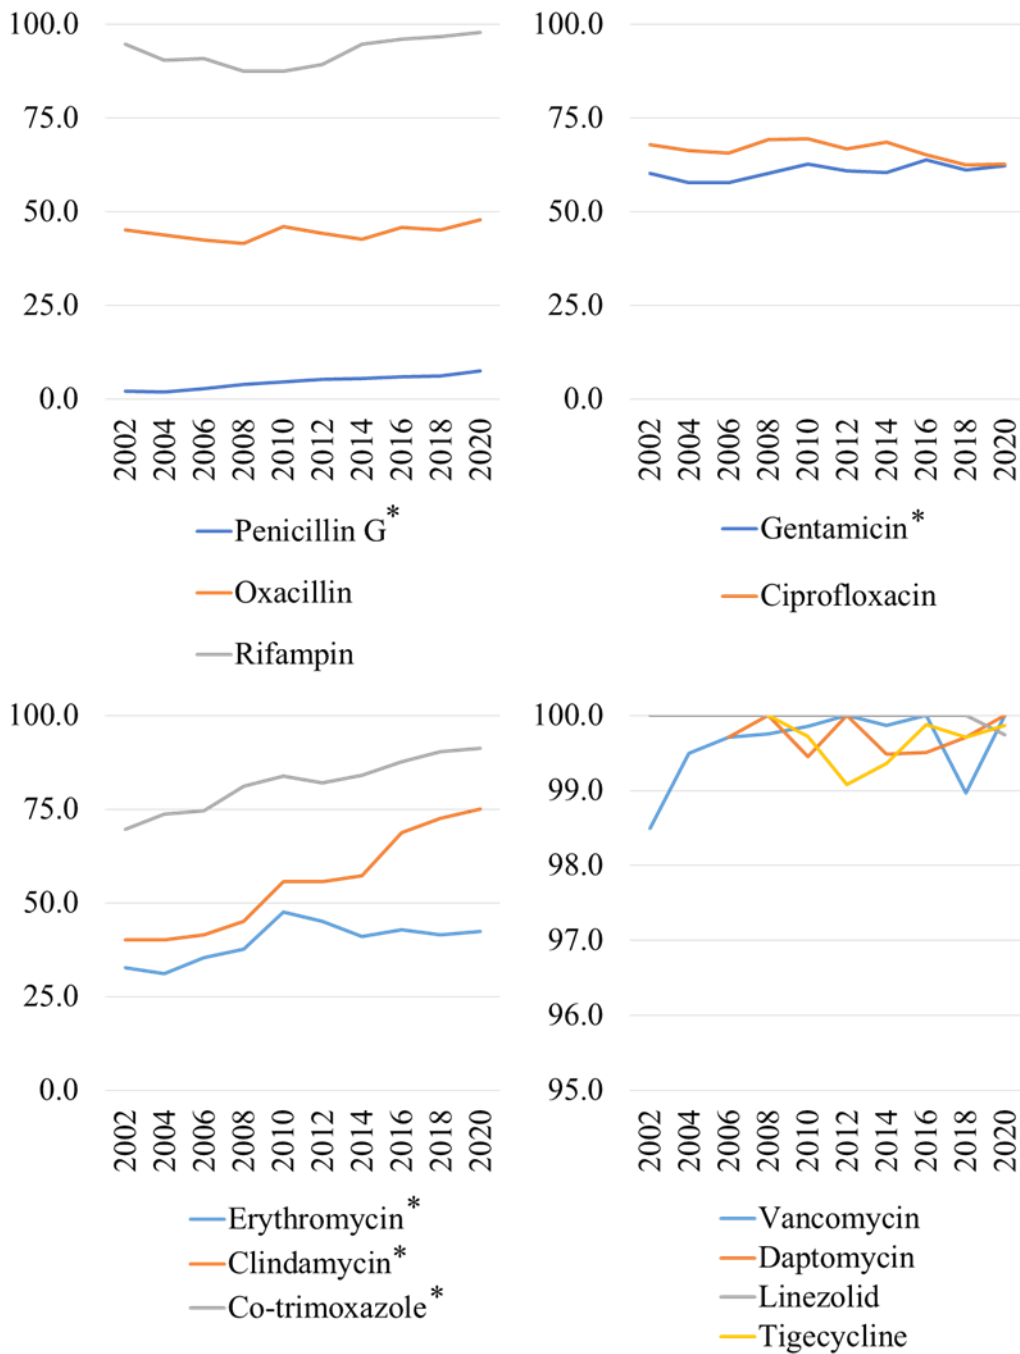 100.0
75.0
50.0
25.0
0.0
2002 2004 2006 2008 2010 2012 2014 2016 2018 2020
Penicillin G*
Oxacillin
Rifampin
100.0
75.0
50.0
25.0
0.0
2002 2004 2006 2008 2010 2012 2014 2016 2018 2020
Gentamicin*
Ciprofloxacin
100.0
75.0
50.0
25.0
0.0
2002 2004 2006 2008 2010 2012 2014 2016 2018 2020
Erythromycin*
Clindamycin*
Co-trimoxazole*
100.0
99.0
98.0
97.0
96.0
95.0
2002 2004 2006 2008 2010 2012 2014 2016 2018 2020
Vancomycin
Daptomycin
Linezolid
Tigecycline